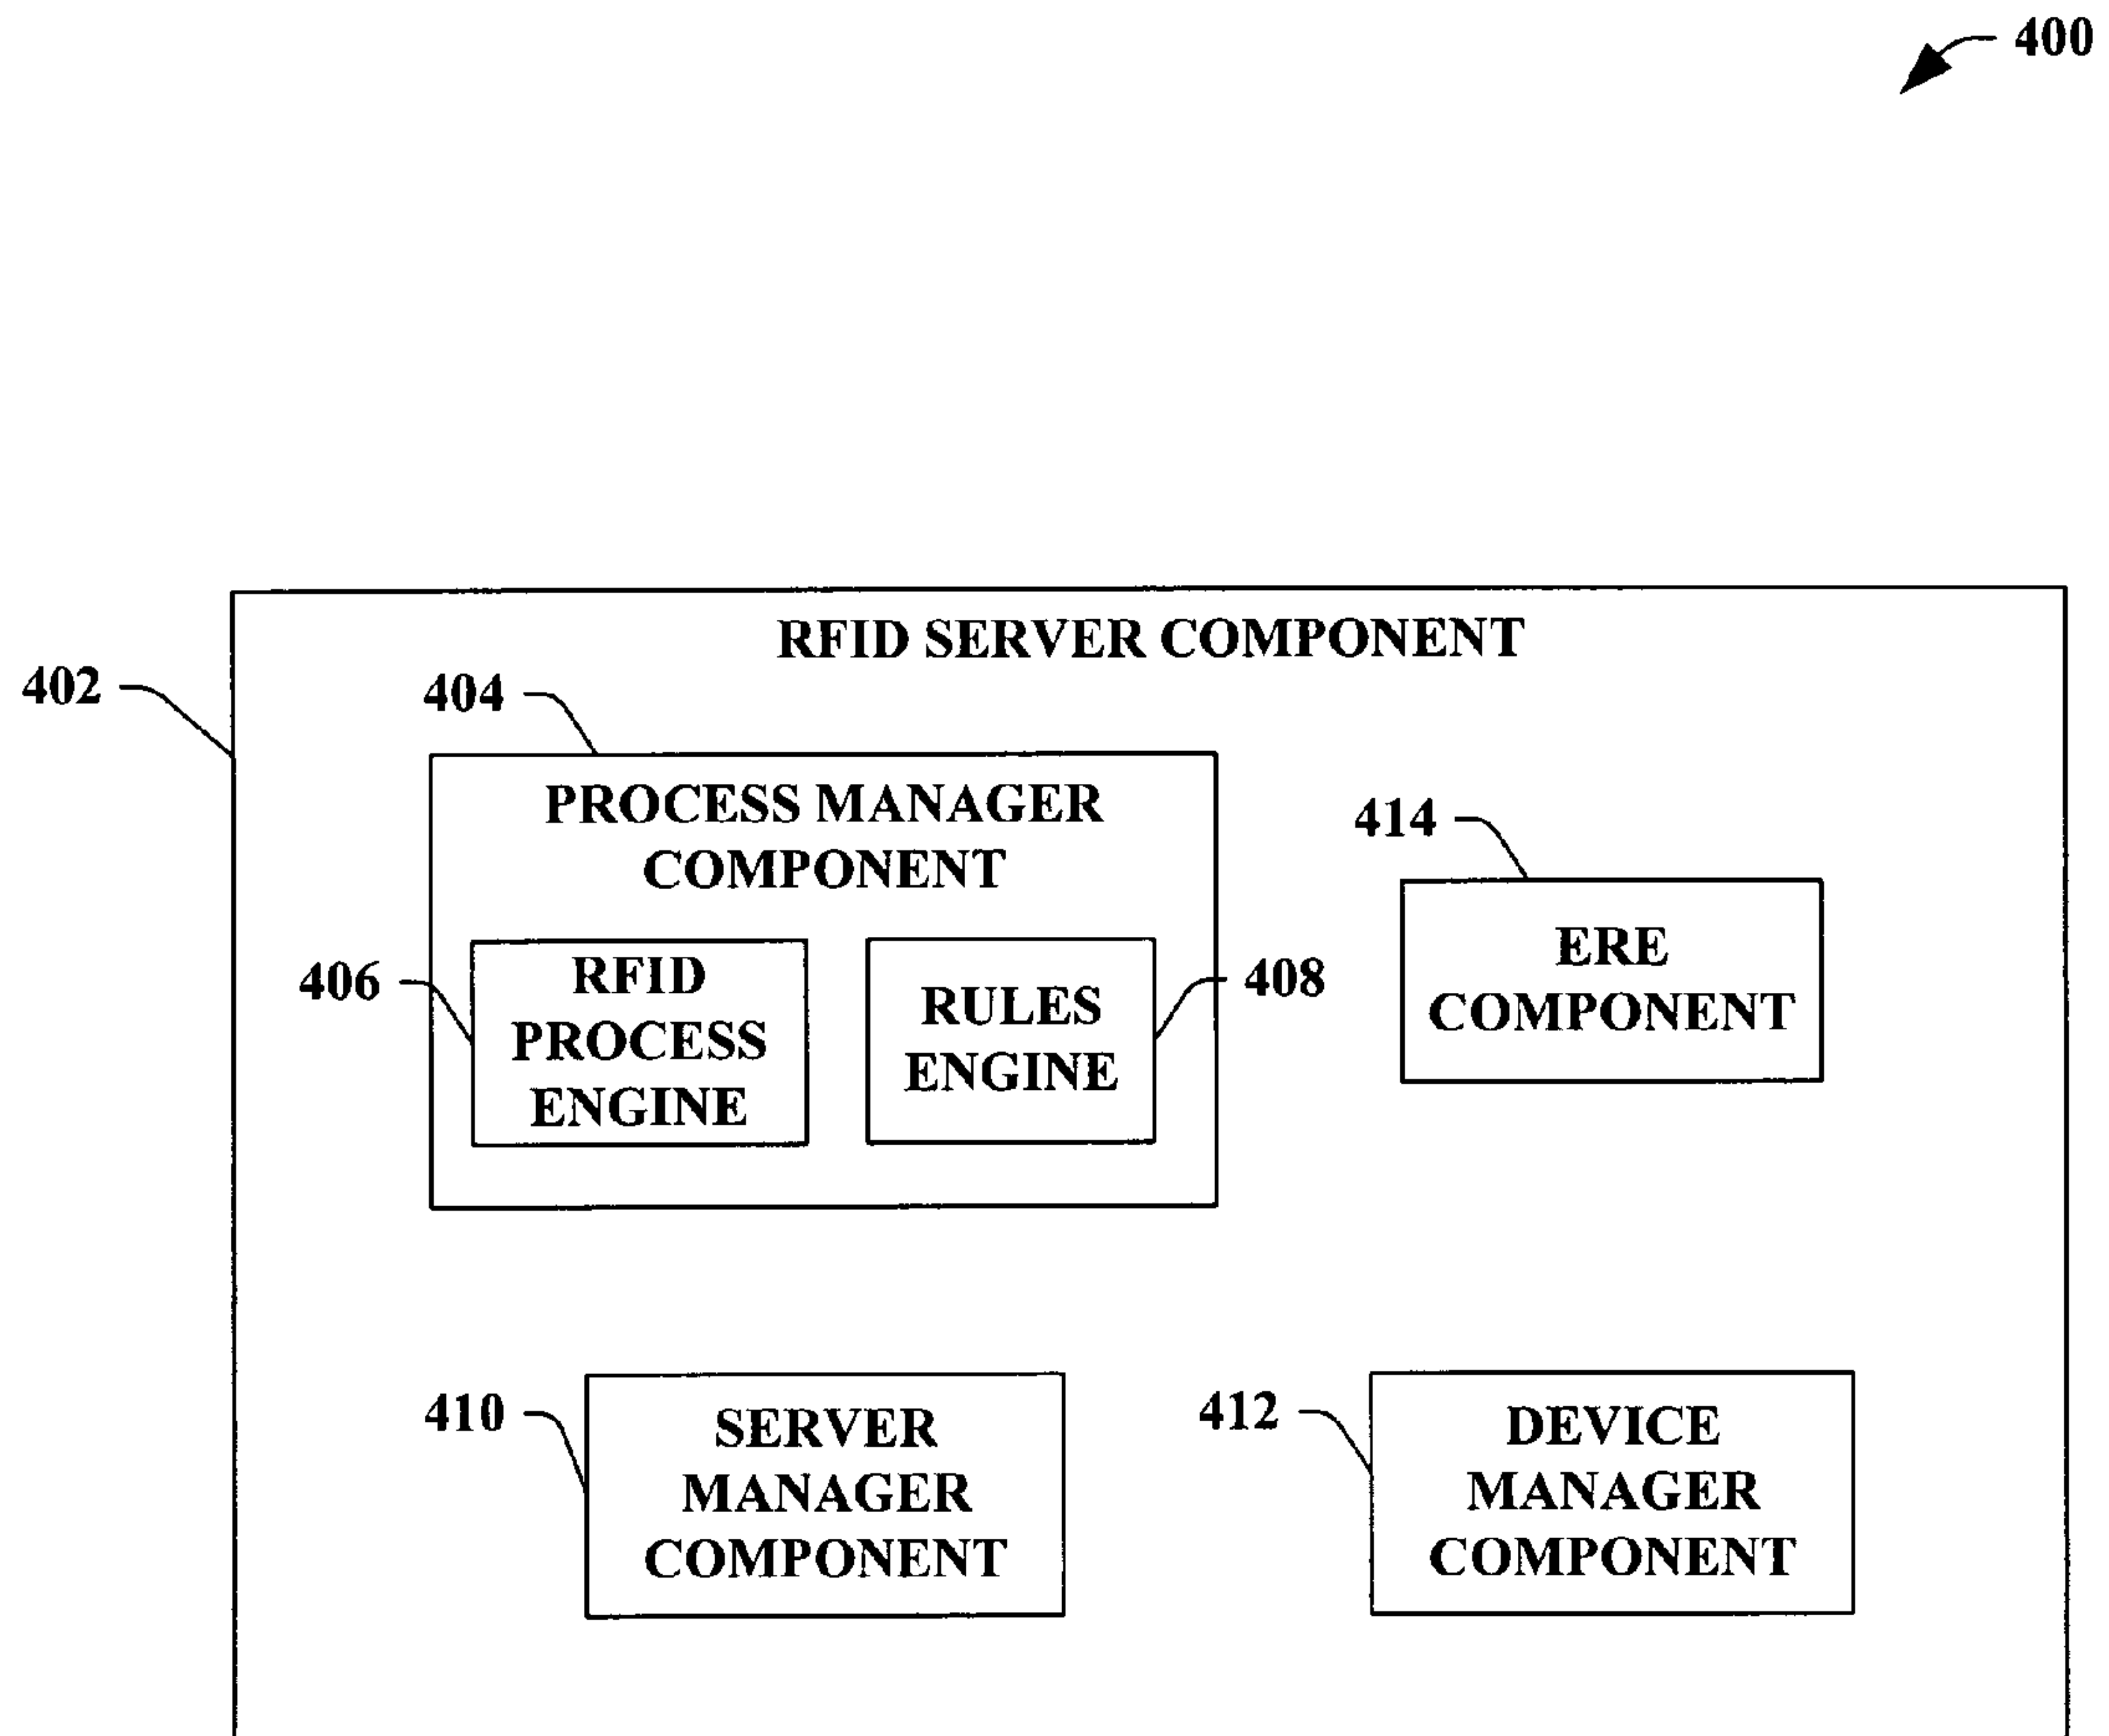 400
RFID SERVER COMPONENT
402
404
PROCESS MANAGER
COMPONENT
414
ERE
COMPONENT
406
RFID
PROCESS
ENGINE
RULES
ENGINE
408
410
SERVER
MANAGER
COMPONENT
412
DEVICE
MANAGER
COMPONENT